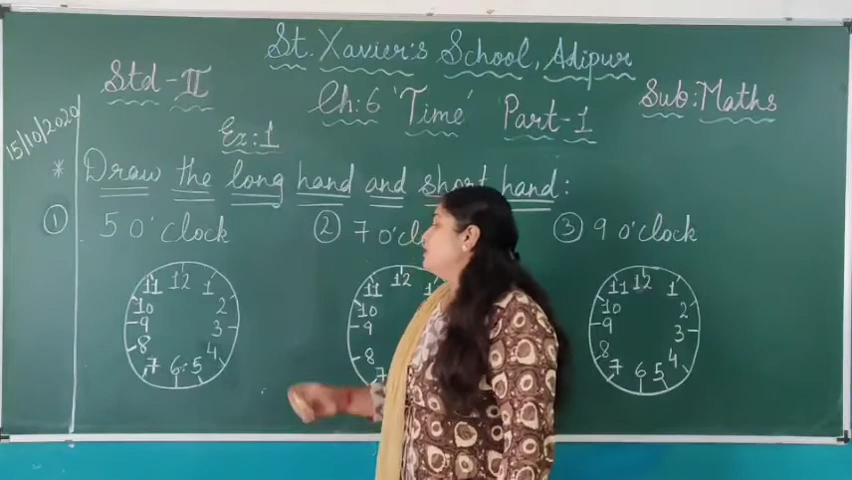 St. Xavier's School, Adipur
Std-II
Ch: 6 'Time' Part-1
Sub: Maths
15/10/2020
Ex: 1
* Draw the long hand and short hand:
① 5 o'clock
② 7 o'cl
③ 9 o'clock
12 1 2 3 4 5 6 7 8 9 10 11
12 1 7 8 9 10 11
12 1 2 3 4 5 6 7 8 9 10 11